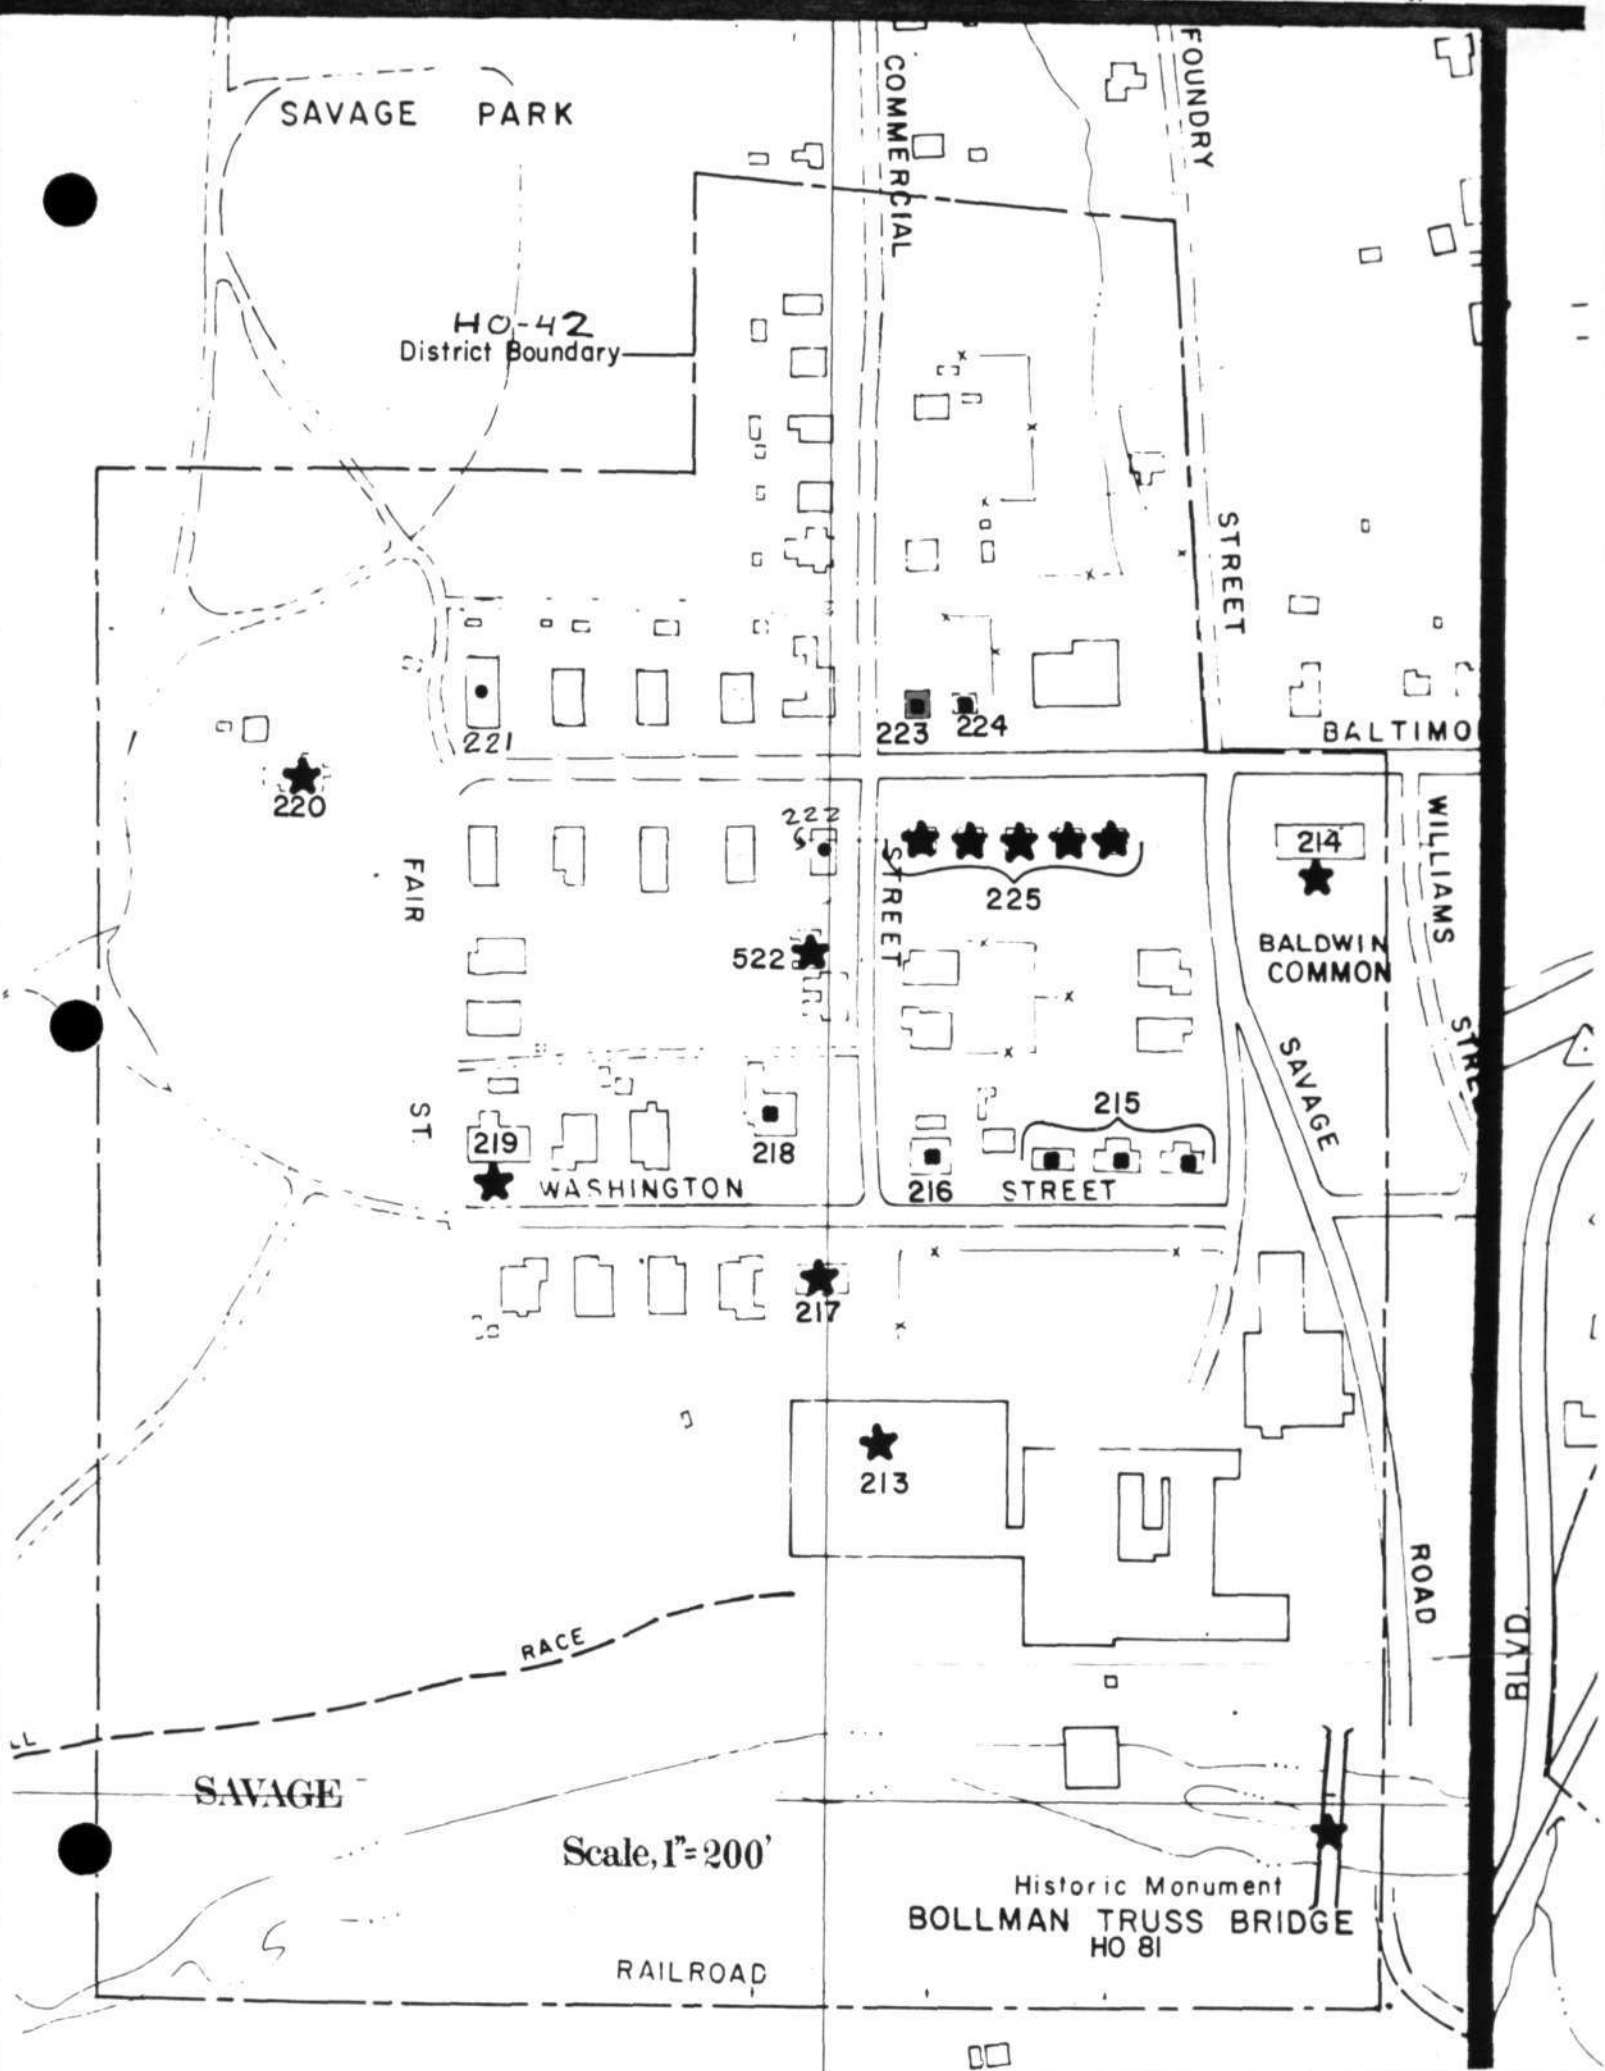 SAVAGE PARK
COMMERCIAL
FOUNDRY
HO-42
District Boundary
STREET
221
223
224
BALTIMO
220
222
214
WILLIAMS
FAIR
STREET
225
522
BALDWIN
COMMON
SAVAGE
STRE
ST.
215
219
218
WASHINGTON
216
STREET
217
213
ROAD
RACE
BLVD.
LL
SAVAGE
Scale, 1"=200'
Historic Monument
BOLLMAN TRUSS BRIDGE
HO 81
RAILROAD